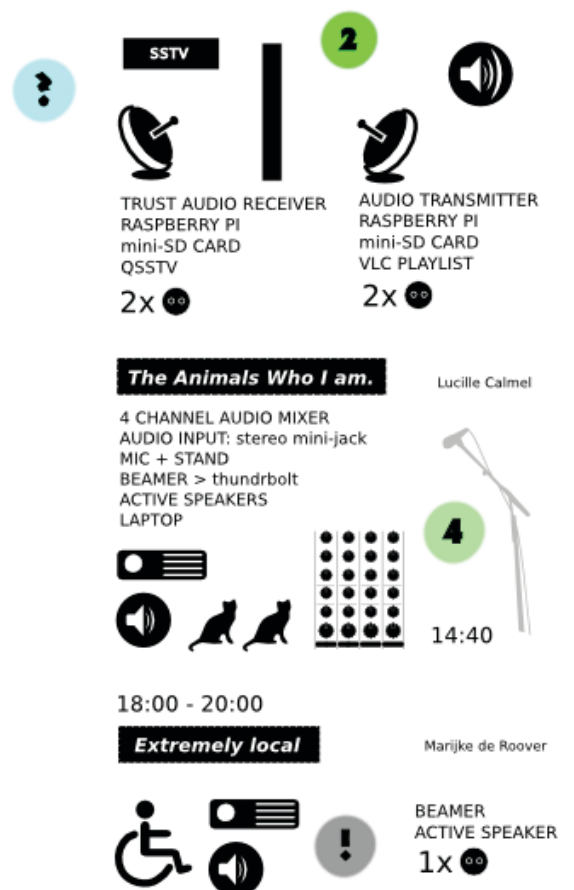 SSTV
2
?
TRUST AUDIO RECEIVER
RASPBERRY PI
mini-SD CARD
QSSTV
2x
AUDIO TRANSMITTER
RASPBERRY PI
mini-SD CARD
VLC PLAYLIST
2x
The Animals Who I am.
Lucille Calmel
4 CHANNEL AUDIO MIXER
AUDIO INPUT: stereo mini-jack
MIC + STAND
BEAMER > thundrbolt
ACTIVE SPEAKERS
LAPTOP
4
14:40
18:00 - 20:00
Extremely local
Marijke de Roover
!
BEAMER
ACTIVE SPEAKER
1x